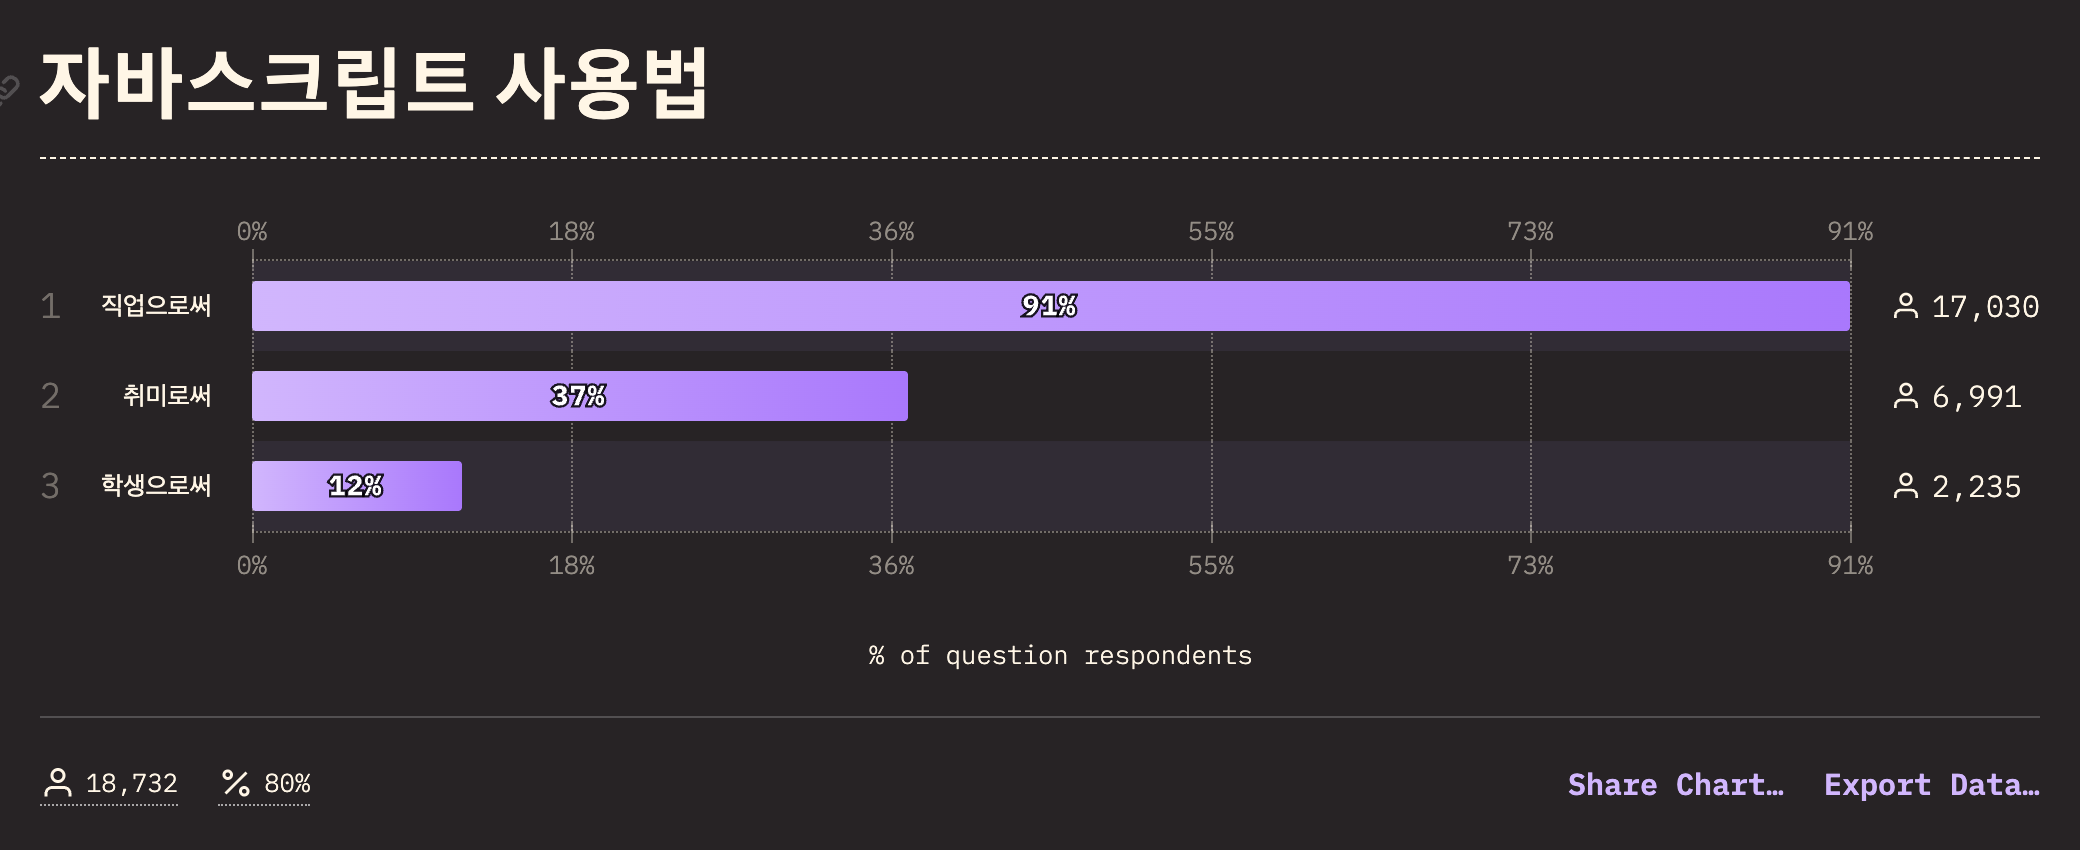 자바스크립트 사용법
0% 18% 36% 55% 73% 91%
1 직업으로써 91% 17,030
2 취미로써 37% 6,991
3 학생으로써 12% 2,235
0% 18% 36% 55% 73% 91%
% of question respondents
18,732 80% Share Chart… Export Data…